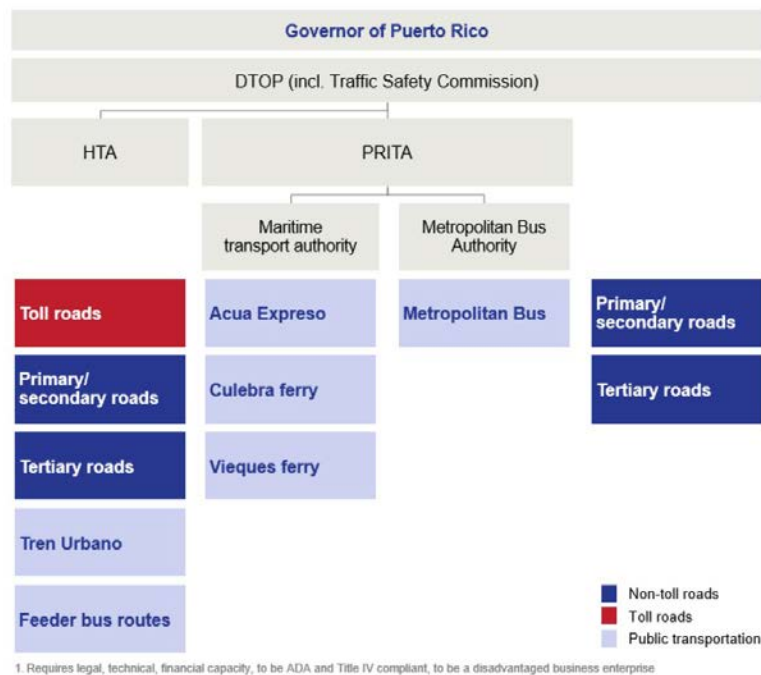 Governor of Puerto Rico
DTOP (incl. Traffic Safety Commission)
HTA
PRITA
Maritime
transport authority
Metropolitan Bus
Authority
Toll roads
Acua Expreso
Metropolitan Bus
Primary/
secondary roads
Primary/
secondary roads
Culebra ferry
Tertiary roads
Tertiary roads
Vieques ferry
Tren Urbano
Feeder bus routes
Non-toll roads
Toll roads
Public transportation
1. Requires legal, technical, financial capacity, to be ADA and Title IV compliant, to be a disadvantaged business enterprise